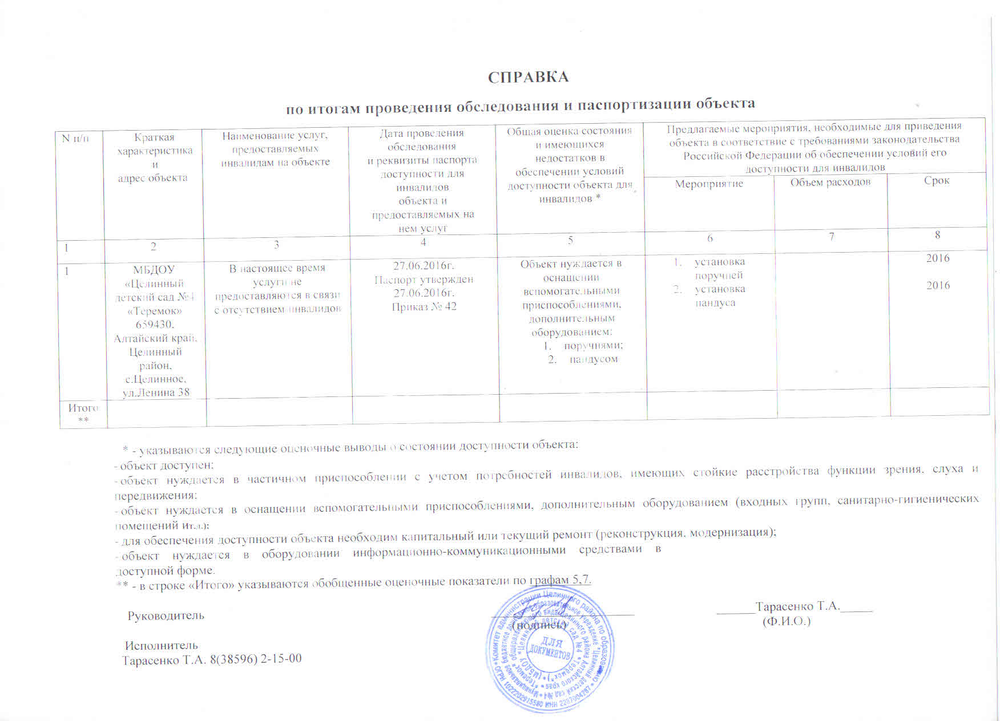 СПРАВКА
по итогам проведения обследования и паспортизации объекта
N п/п
Краткая
характеристика
и
адрес объекта
Наименование услуг,
предоставляемых
инвалидам на объекте
Дата проведения
обследования
и реквизиты паспорта
доступности для
инвалидов
объекта и
предоставляемых на
нем услуг
Общая оценка состояния
и имеющихся
недостатков в
обеспечении условий
доступности объекта для
инвалидов *
Предлагаемые мероприятия, необходимые для приведения
объекта в соответствие с требованиями законодательства
Российской Федерации об обеспечении условий его
доступности для инвалидов
Мероприятие
Объем расходов
Срок
1
2
3
4
5
6
7
8
1
МБДОУ
«Целинный
детский сад №4
«Теремок»
659430,
Алтайский край,
Целинный
район,
с.Целинное,
ул.Ленина 38
В настоящее время
услуги не
предоставляются в связи
с отсутствием инвалидов
27.06.2016г.
Паспорт утвержден
27.06.2016г.
Приказ № 42
Объект нуждается в
оснащении
вспомогательными
приспособлениями,
дополнительным
оборудованием:
1. поручнями;
2. пандусом
1. установка
поручней
2. установка
пандуса
2016
2016
Итого
**
* - указываются следующие оценочные выводы о состоянии доступности объекта:
- объект доступен;
- объект нуждается в частичном приспособлении с учетом потребностей инвалидов, имеющих стойкие расстройства функции зрения, слуха и
передвижения;
- объект нуждается в оснащении вспомогательными приспособлениями, дополнительным оборудованием (входных групп, санитарно-гигиенических
помещений ит.д.);
- для обеспечения доступности объекта необходим капитальный или текущий ремонт (реконструкция, модернизация);
- объект нуждается в оборудовании информационно-коммуникационными средствами в
доступной форме.
** - в строке «Итого» указываются обобщенные оценочные показатели по графам 5,7.
Руководитель
(подпись)
Тарасенко Т.А.
(Ф.И.О.)
Исполнитель
Тарасенко Т.А. 8(38596) 2-15-00
ДЛЯ
ДОКУМЕНТОВ